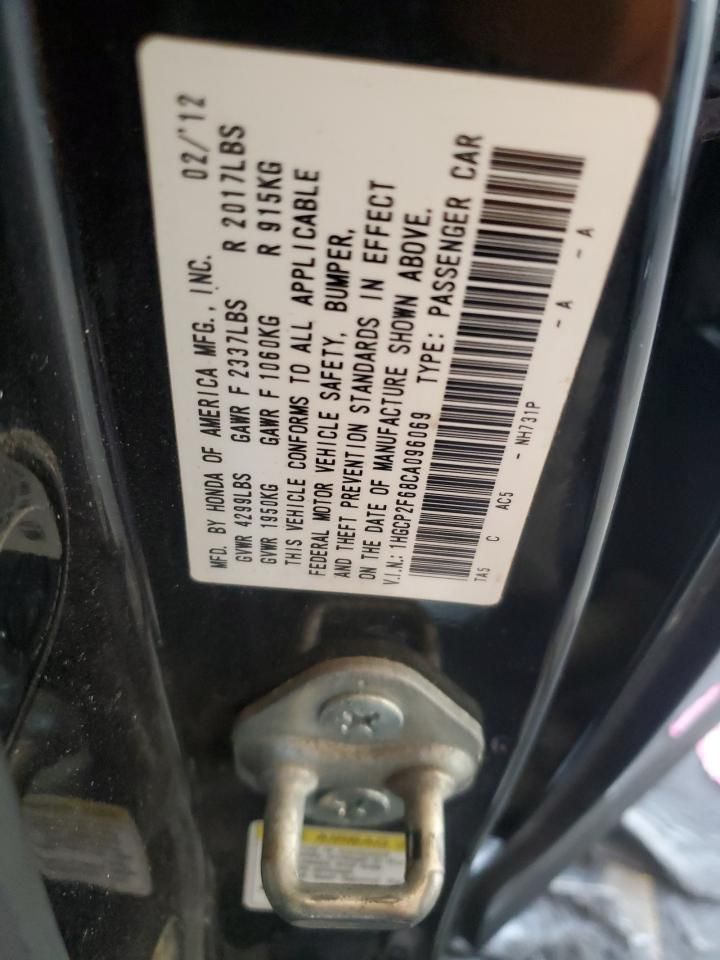 MFD. BY HONDA OF AMERICA MFG., INC. 02/'12
GVWR 4299LBS GAWR F 2337LBS R 2017LBS
GVWR 1950KG GAWR F 1060KG R 915KG
THIS VEHICLE CONFORMS TO ALL APPLICABLE
FEDERAL MOTOR VEHICLE SAFETY, BUMPER,
AND THEFT PREVENTION STANDARDS IN EFFECT
ON THE DATE OF MANUFACTURE SHOWN ABOVE.
V.I.N.: 1HGCP2F68CA096069 TYPE: PASSENGER CAR
TA5 C AC5 - NH731P - A - A
AIRBAG